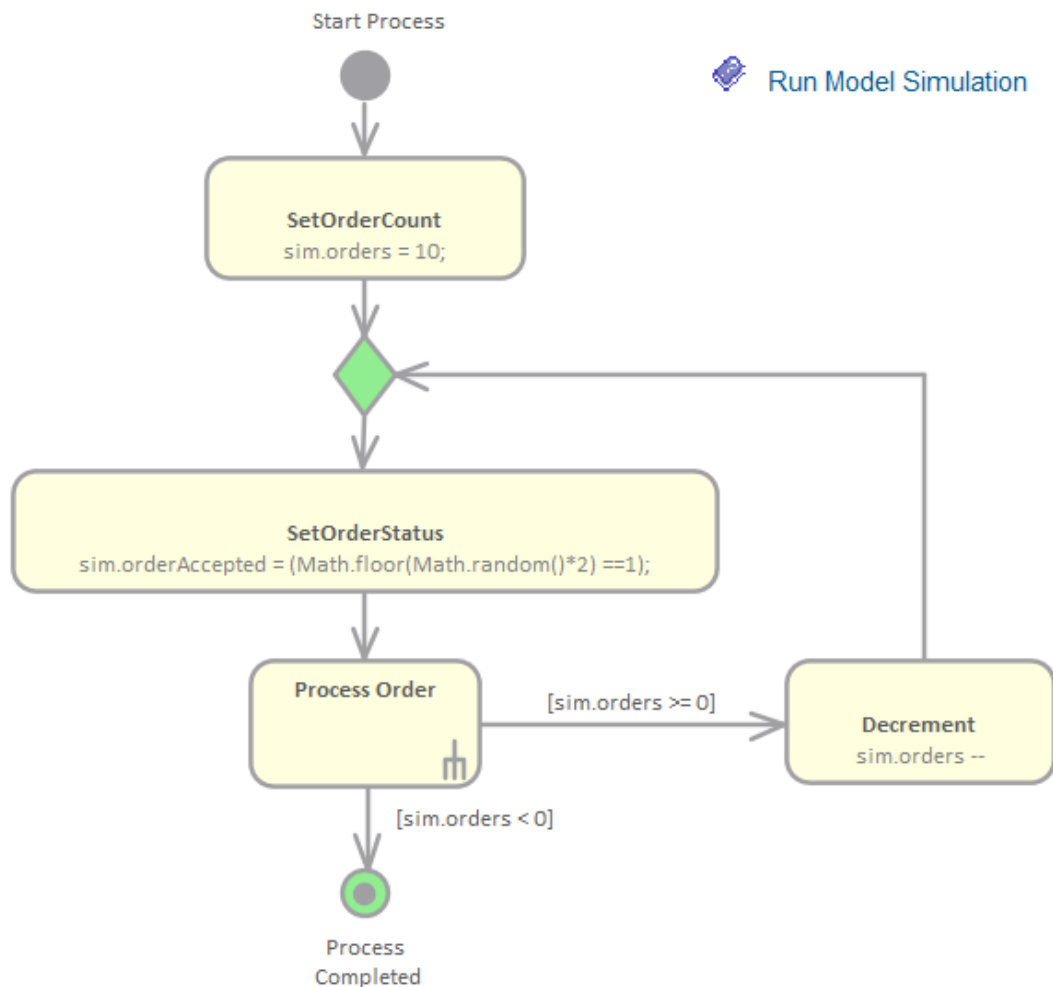 Start Process
Run Model Simulation
SetOrderCount
sim.orders = 10;
SetOrderStatus
sim.orderAccepted = (Math.floor(Math.random()*2) ==1);
Process Order
[sim.orders >= 0]
Decrement
sim.orders --
[sim.orders < 0]
Process
Completed